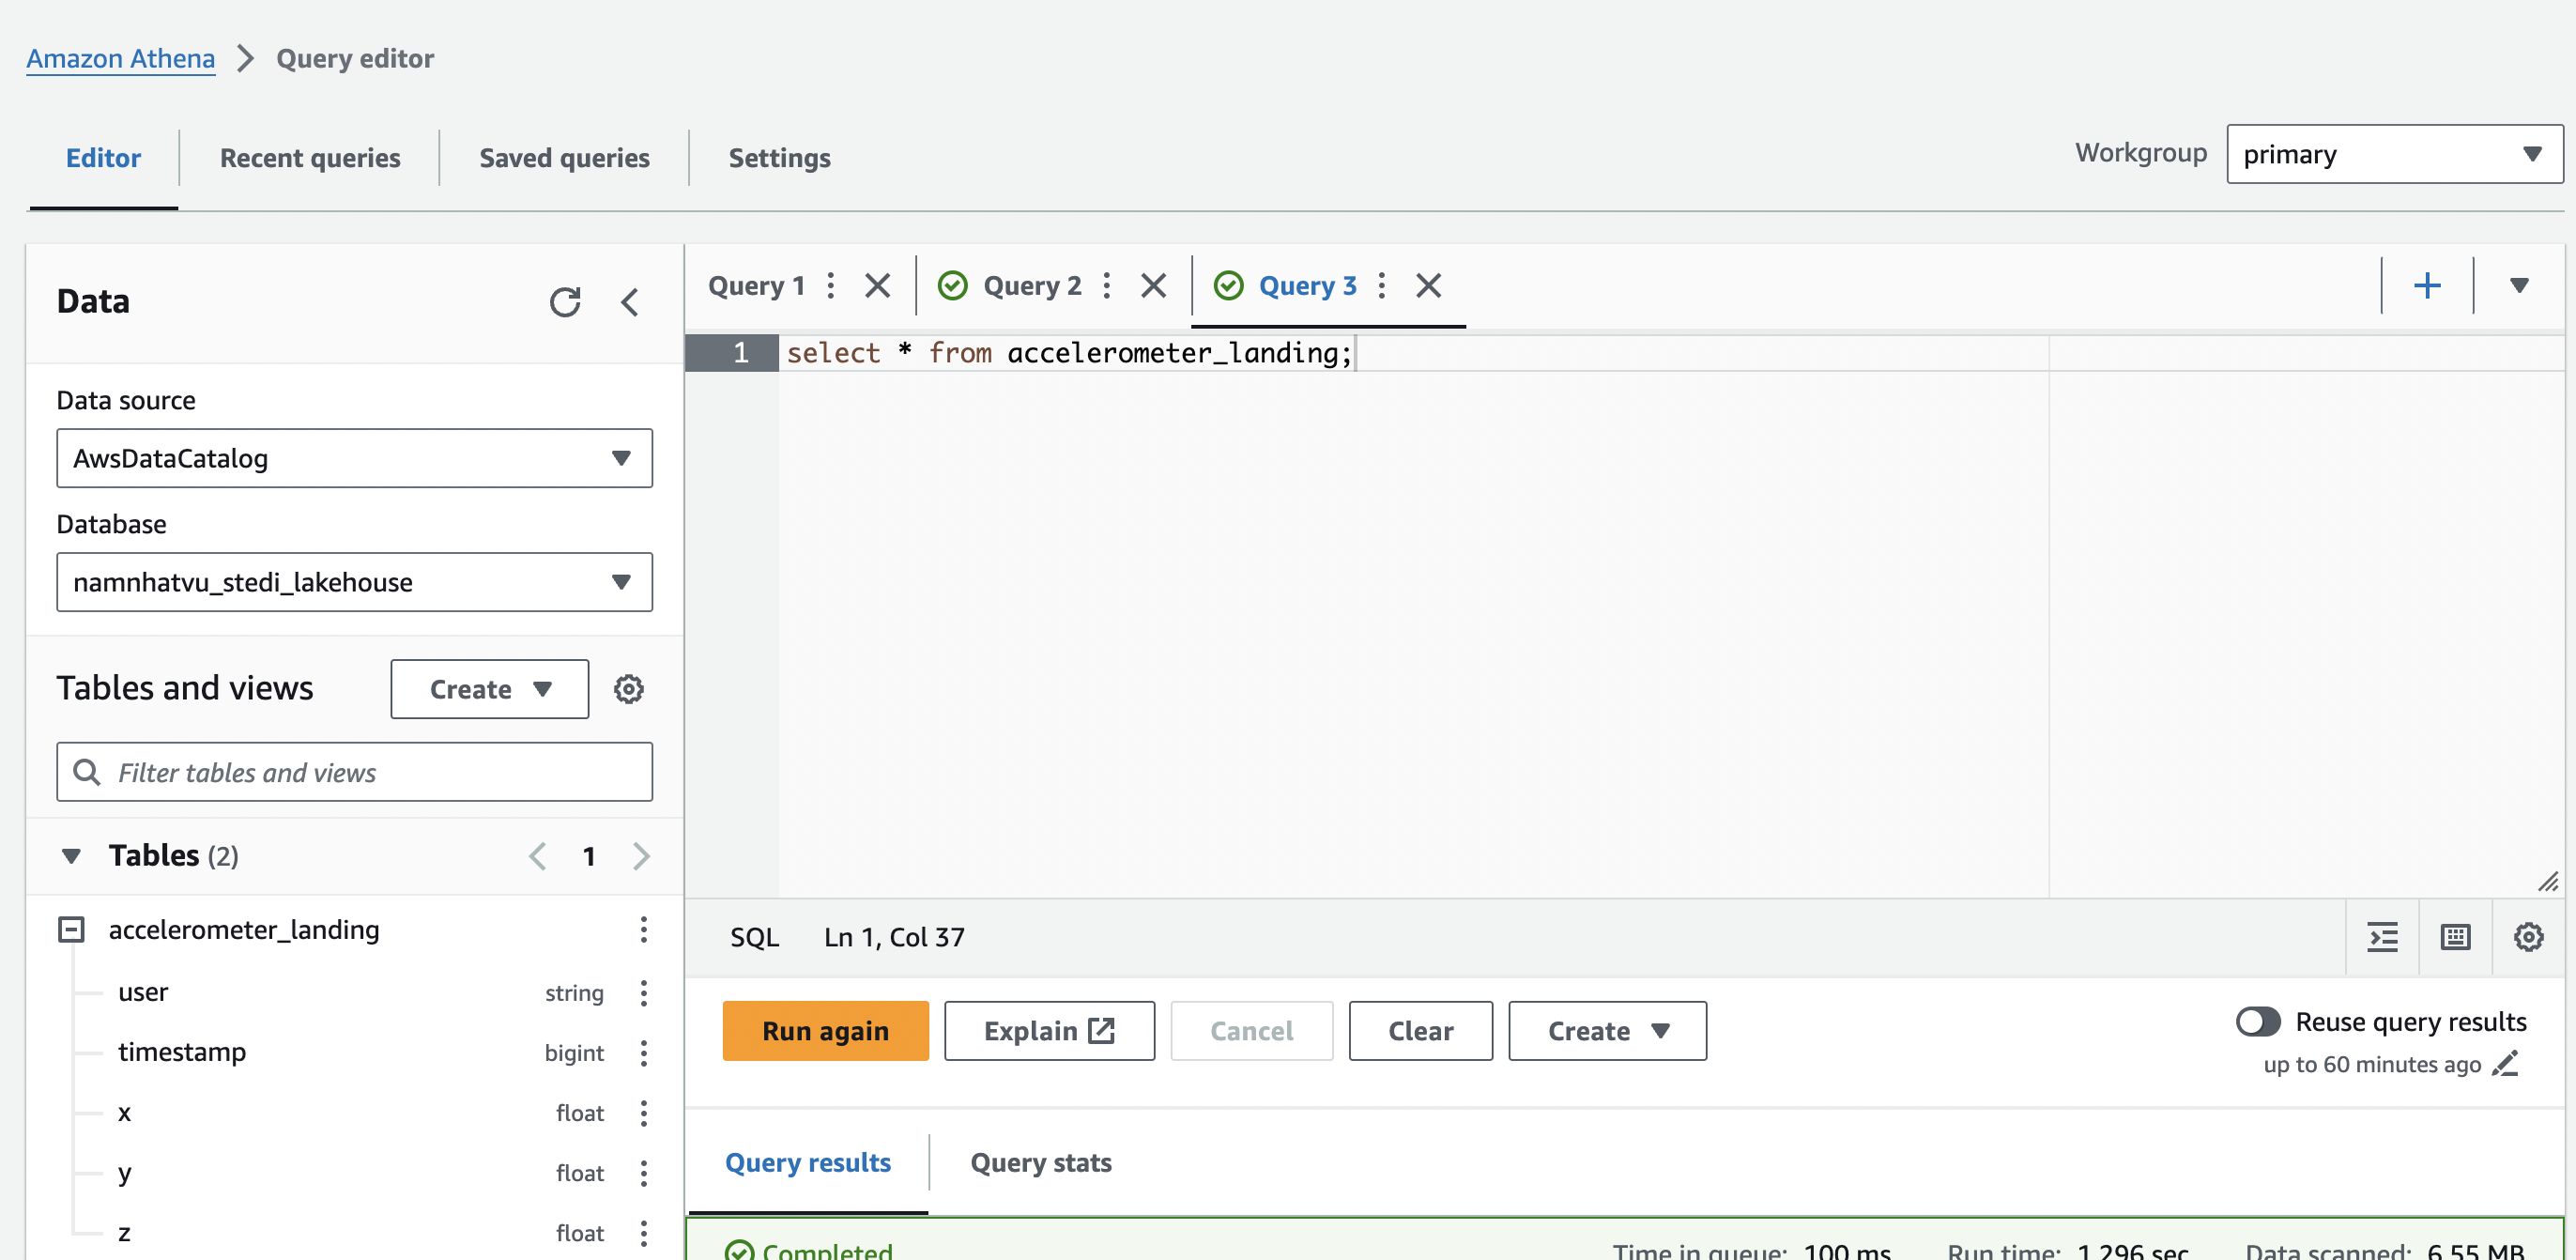 Amazon Athena > Query editor
Editor Recent queries Saved queries Settings
Workgroup primary
Data
Data source
AwsDataCatalog
Database
namnhatvu_stedi_lakehouse
Tables and views Create
Filter tables and views
Tables (2) 1
accelerometer_landing
user string
timestamp bigint
x float
y float
z float
Query 1 Query 2 Query 3
1 select * from accelerometer_landing;
SQL Ln 1, Col 37
Run again Explain Cancel Clear Create
Reuse query results
up to 60 minutes ago
Query results Query stats
Completed Time in queue: 100 ms Run time: 1.296 sec Data scanned: 6.55 MB